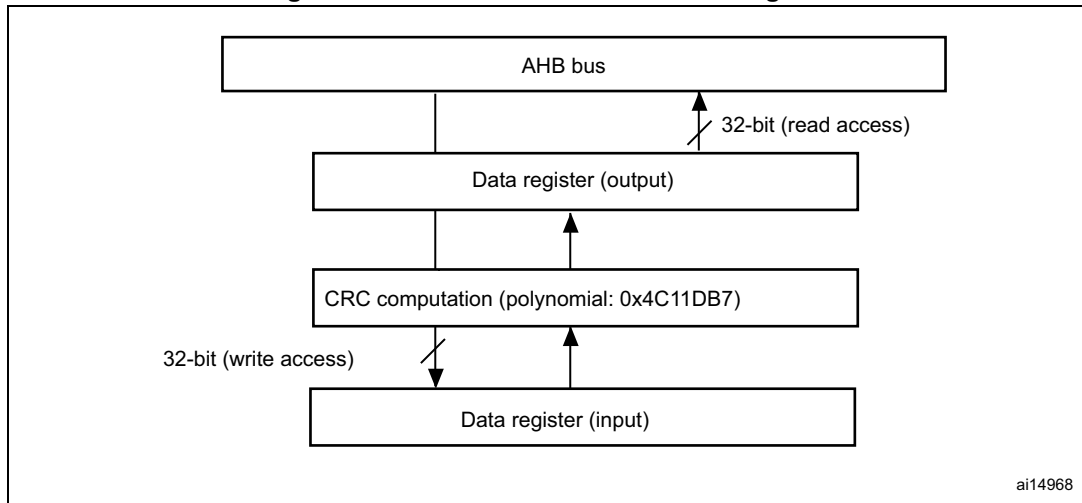 AHB bus
32-bit (read access)
Data register (output)
CRC computation (polynomial: 0x4C11DB7)
32-bit (write access)
Data register (input)
ai14968